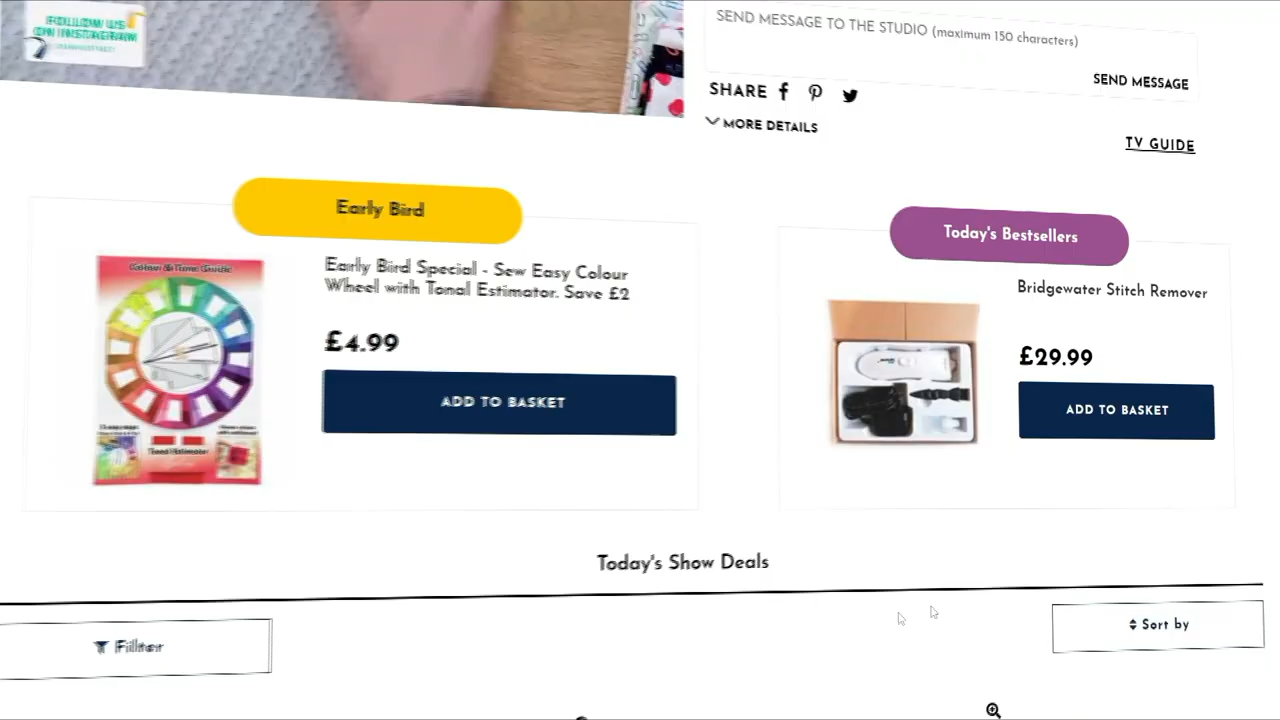 FOLLOW US
ON INSTAGRAM
SEND MESSAGE TO THE STUDIO (maximum 150 characters)
SEND MESSAGE
SHARE
MORE DETAILS
TV GUIDE
Early Bird
Early Bird Special - Sew Easy Colour
Wheel with Tonal Estimator. Save £2
£4.99
ADD TO BASKET
Colour & Tone Guide
Tonal Estimator
Today's Bestsellers
Bridgewater Stitch Remover
£29.99
ADD TO BASKET
Today's Show Deals
Filter
Sort by